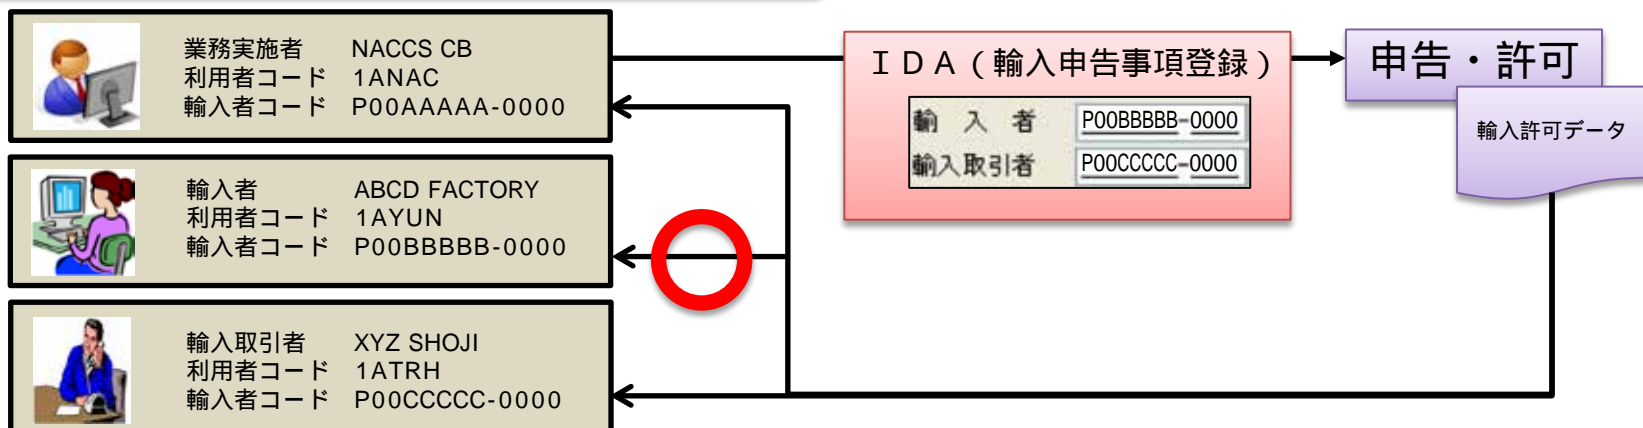 業務実施者 NACCS CB
利用者コード 1ANAC
輸入者コード P00AAAAA-0000
輸入者 ABCD FACTORY
利用者コード 1AYUN
輸入者コード P00BBBBB-0000
輸入取引者 XYZ SHOJI
利用者コード 1ATRH
輸入者コード P00CCCCC-0000
ＩＤＡ（輸入申告事項登録）
輸入者 P00BBBBB-0000
輸入取引者 P00CCCCC-0000
申告・許可
輸入許可データ